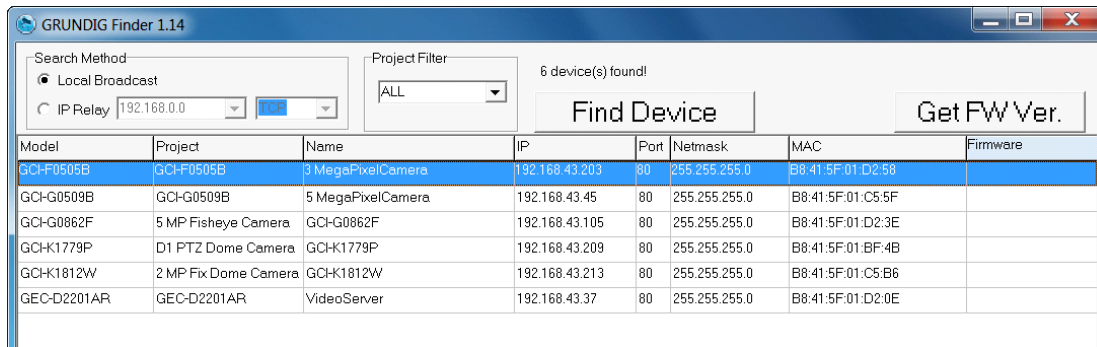 GRUNDIG Finder 1.14
Search Method
Local Broadcast
IP Relay 192.168.0.0 TCP
Project Filter
ALL
6 device(s) found!
Find Device
Get FW Ver.
Model Project Name IP Port Netmask MAC Firmware
GCI-F0505B GCI-F0505B 3 MegaPixelCamera 192.168.43.203 80 255.255.255.0 B8:41:5F:01:D2:58
GCI-G0509B GCI-G0509B 5 MegaPixelCamera 192.168.43.45 80 255.255.255.0 B8:41:5F:01:C5:5F
GCI-G0862F 5 MP Fisheye Camera GCI-G0862F 192.168.43.105 80 255.255.255.0 B8:41:5F:01:D2:3E
GCI-K1779P D1 PTZ Dome Camera GCI-K1779P 192.168.43.209 80 255.255.255.0 B8:41:5F:01:BF:4B
GCI-K1812W 2 MP Fix Dome Camera GCI-K1812W 192.168.43.213 80 255.255.255.0 B8:41:5F:01:C5:B6
GEC-D2201AR GEC-D2201AR VideoServer 192.168.43.37 80 255.255.255.0 B8:41:5F:01:D2:0E